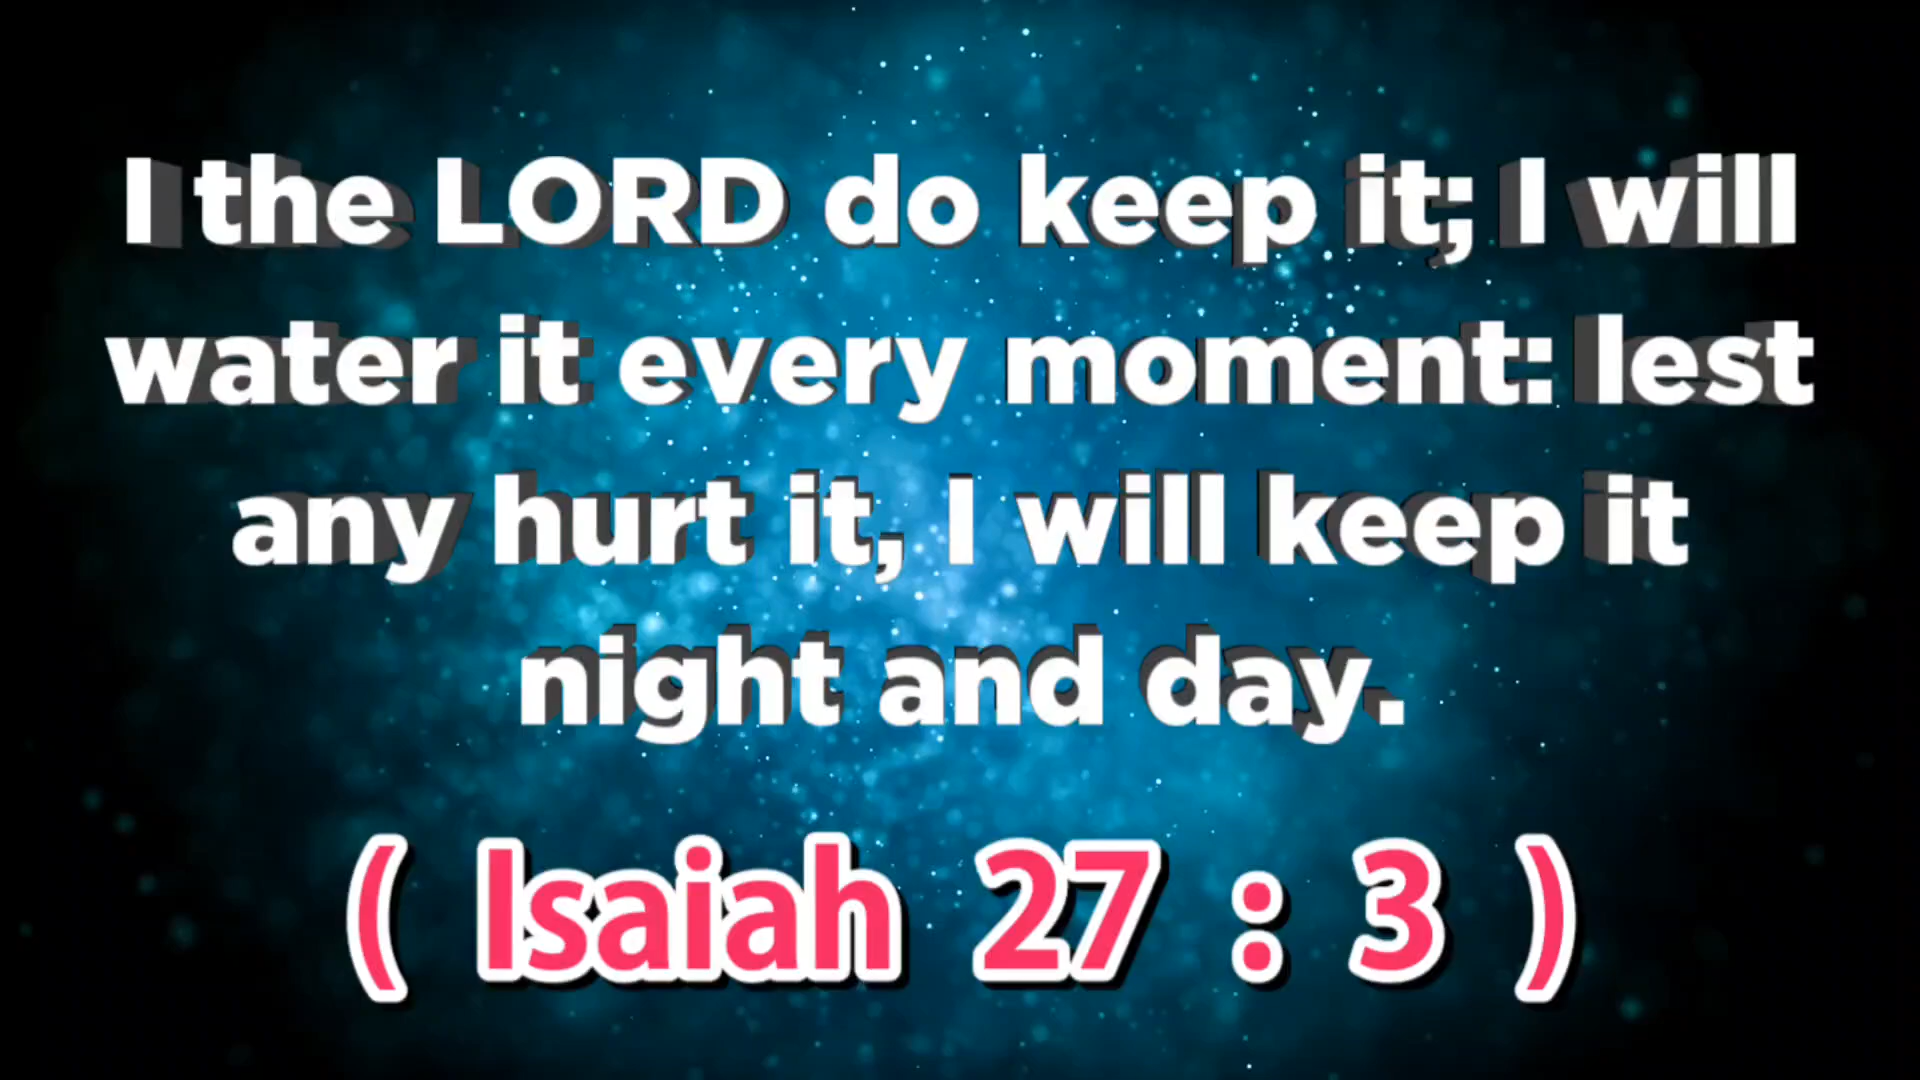 I the LORD do keep it; I will
water it every moment: lest
any hurt it, I will keep it
night and day.
( Isaiah 27 : 3 )